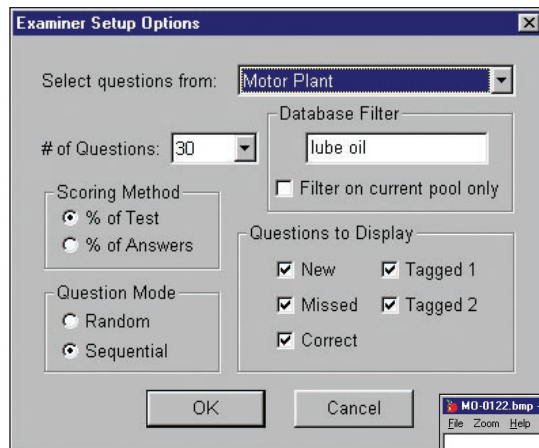 Examiner Setup Options
Select questions from: Motor Plant
Database Filter
# of Questions: 30
lube oil
Filter on current pool only
Scoring Method
% of Test
% of Answers
Questions to Display
New Tagged 1
Missed Tagged 2
Correct
Question Mode
Random
Sequential
OK Cancel
MO-0122.bmp -
File Zoom Help